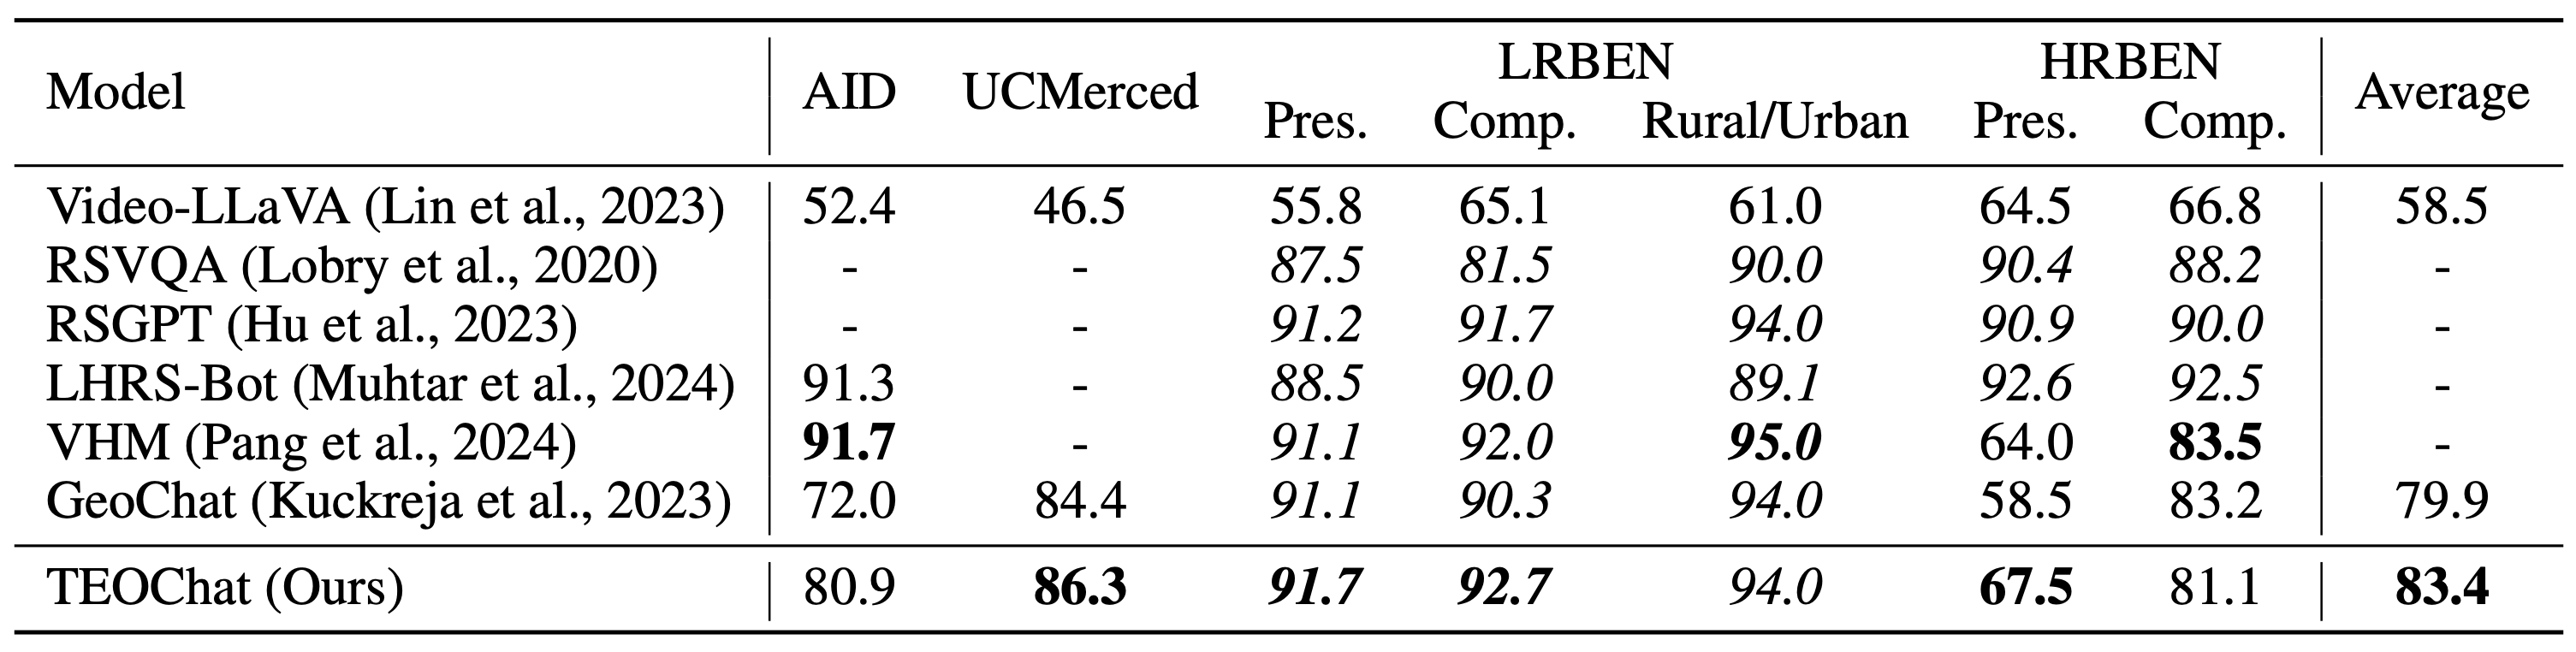 Model AID UCMerced LRBEN HRBEN Average
Pres. Comp. Rural/Urban Pres. Comp.
Video-LLaVA (Lin et al., 2023) 52.4 46.5 55.8 65.1 61.0 64.5 66.8 58.5
RSVQA (Lobry et al., 2020) - - 87.5 81.5 90.0 90.4 88.2 -
RSGPT (Hu et al., 2023) - - 91.2 91.7 94.0 90.9 90.0 -
LHRS-Bot (Muhtar et al., 2024) 91.3 - 88.5 90.0 89.1 92.6 92.5 -
VHM (Pang et al., 2024) 91.7 - 91.1 92.0 95.0 64.0 83.5 -
GeoChat (Kuckreja et al., 2023) 72.0 84.4 91.1 90.3 94.0 58.5 83.2 79.9
TEOChat (Ours) 80.9 86.3 91.7 92.7 94.0 67.5 81.1 83.4